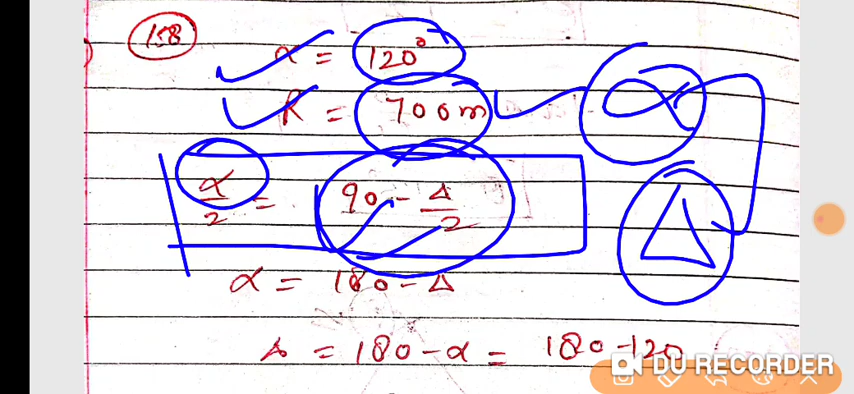 158
α = 120°
R = 700m
α
α/2 = 90 - Δ/2
Δ
α = 180 - Δ
Δ = 180 - α = 180 - 120
DU RECORDER